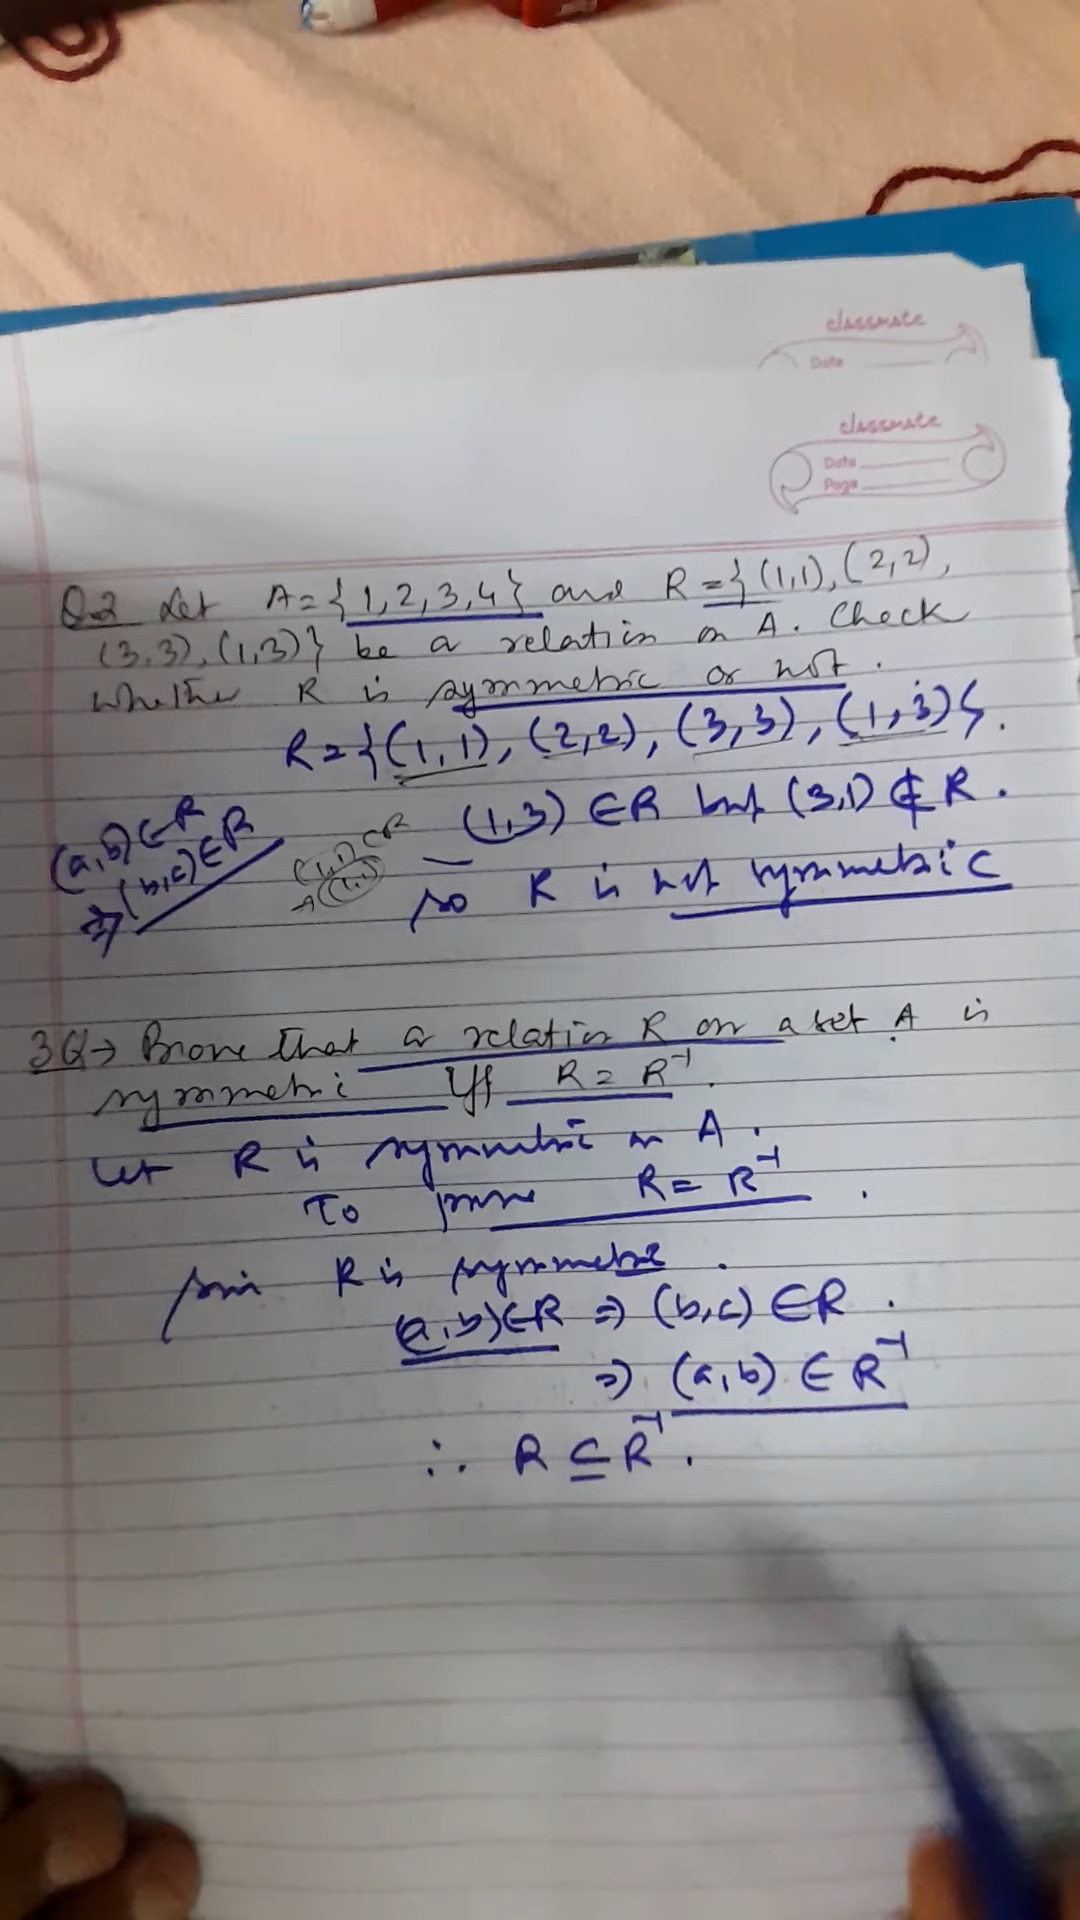 classmate
Date
classmate
Date
Page
Q-2 Let A={1,2,3,4} and R={(1,1),(2,2),
(3,3),(1,3)} be a relation on A. Check
whether R is symmetric or not.
R={(1,1),(2,2),(3,3),(1,3)}.
(a,b)∈R
⇒(b,c)∈R
(1,3)∈R but (3,1)∉R.
so R is not symmetric
3Q→ Prove that a relation R on a set A is
symmetric iff R=R⁻¹.
Let R is symmetric on A.
To prove R=R⁻¹.
R is symmetric.
(a,b)∈R ⇒ (b,c)∈R.
⇒ (a,b)∈R⁻¹
∴ R⊆R⁻¹.